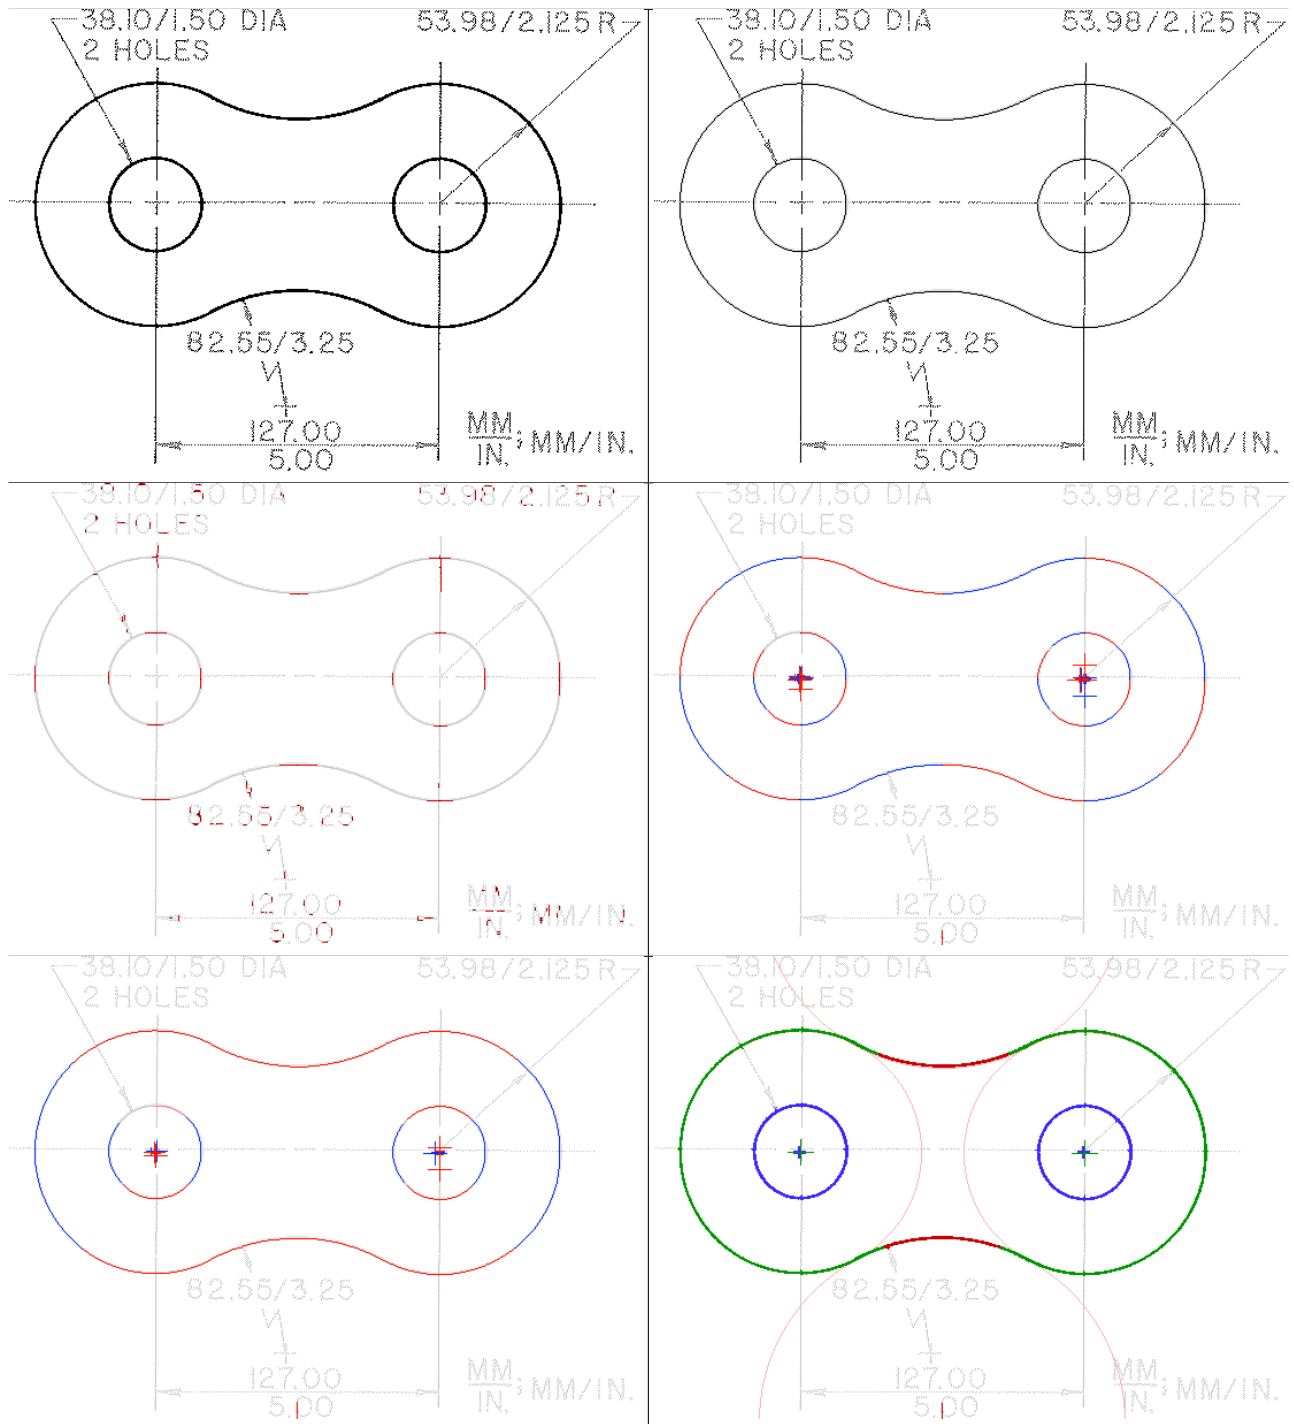 38.10/1.50 DIA 53.98/2.125 R
2 HOLES
82.55/3.25
127.00 MM ; MM/IN.
5.00 IN.
38.10/1.50 DIA 53.98/2.125 R
2 HOLES
82.55/3.25
127.00 MM ; MM/IN.
5.00 IN.
38.10/1.50 DIA 53.98/2.125 R
2 HOLES
82.55/3.25
127.00 MM ; MM/IN.
5.00 IN.
38.10/1.50 DIA 53.98/2.125 R
2 HOLES
82.55/3.25
127.00 MM ; MM/IN.
5.00 IN.
38.10/1.50 DIA 53.98/2.125 R
2 HOLES
82.55/3.25
127.00 MM ; MM/IN.
5.00 IN.
38.10/1.50 DIA 53.98/2.125 R
2 HOLES
82.55/3.25
127.00 MM ; MM/IN.
5.00 IN.